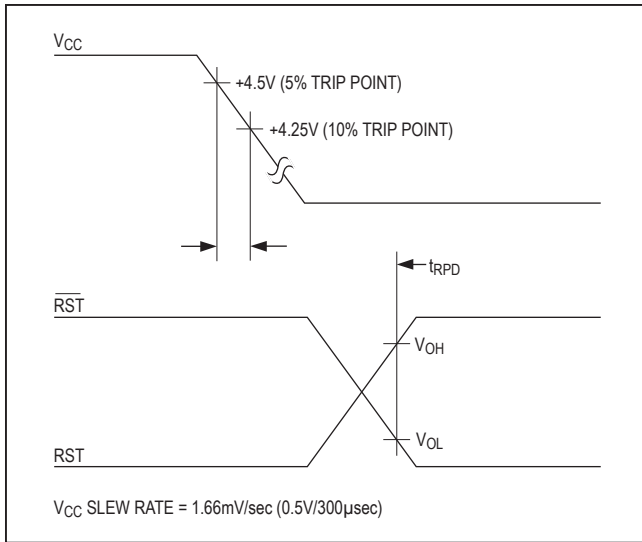 VCC
+4.5V (5% TRIP POINT)
+4.25V (10% TRIP POINT)
tRPD
RST
VOH
VOL
RST
VCC SLEW RATE = 1.66mV/sec (0.5V/300µsec)